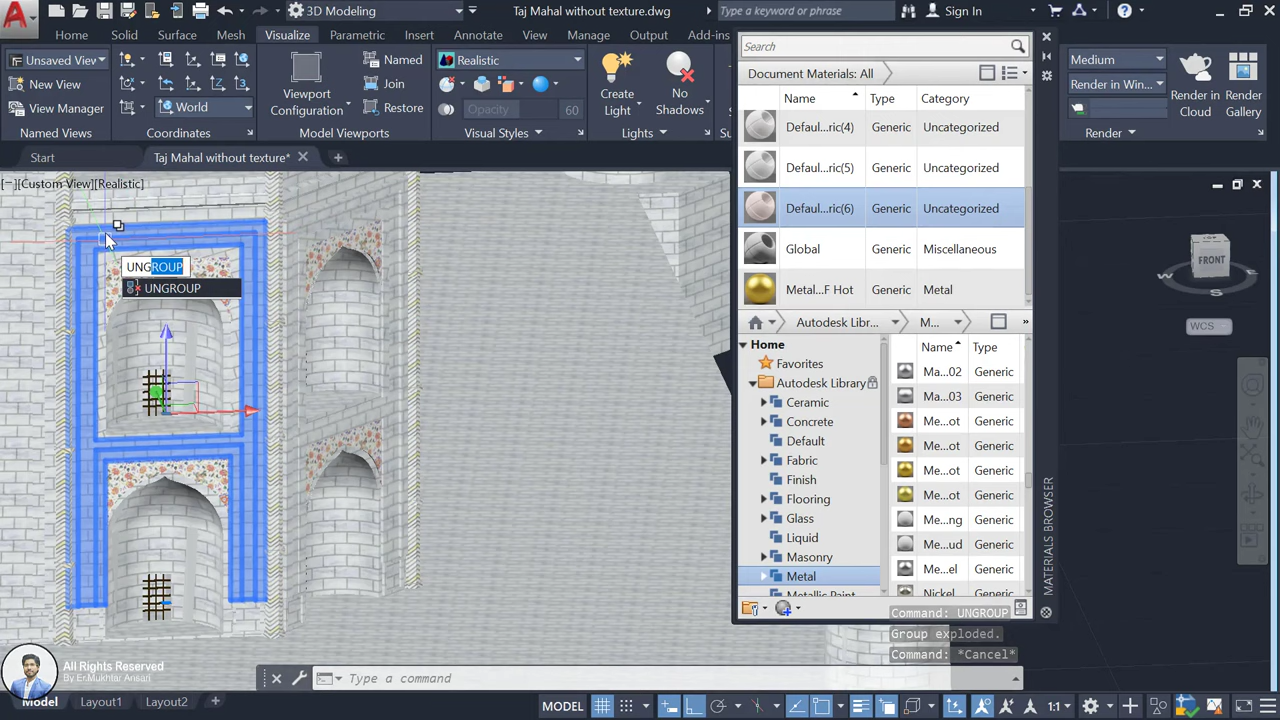 3D Modeling
Taj Mahal without texture.dwg
Type a keyword or phrase
Sign In
Home Solid Surface Mesh Visualize Parametric Insert Annotate View Manage Output Add-ins
Unsaved View
New View
View Manager
Named Views
World
Coordinates
Viewport
Configuration
Named
Join
Restore
Model Viewports
Realistic
Opacity 60
Visual Styles
Create
Light
No
Shadows
Lights
Medium
Render in Win...
Render in
Cloud
Render
Gallery
Render
Start
Taj Mahal without texture*
[−][Custom View][Realistic]
UNGROUP
UNGROUP
Search
Document Materials: All
Name Type Category
Defaul...ric(4) Generic Uncategorized
Defaul...ric(5) Generic Uncategorized
Defaul...ric(6) Generic Uncategorized
Global Generic Miscellaneous
Metal...F Hot Generic Metal
Autodesk Libr... M...
Home
Favorites
Autodesk Library
Ceramic
Concrete
Default
Fabric
Finish
Flooring
Glass
Liquid
Masonry
Metal
Metallic Paint
Name Type
Ma...02 Generic
Ma...03 Generic
Me...ot Generic
Me...ot Generic
Me...ot Generic
Me...ot Generic
Me...ng Generic
Me...ud Generic
Me...el Generic
Nickel Generic
MATERIALS BROWSER
FRONT
W
S
E
WCS
Command: UNGROUP
Group exploded.
Command: *Cancel*
Type a command
All Rights Reserved
By Er.Mukhtar Ansari
Model Layout1 Layout2
MODEL
1:1